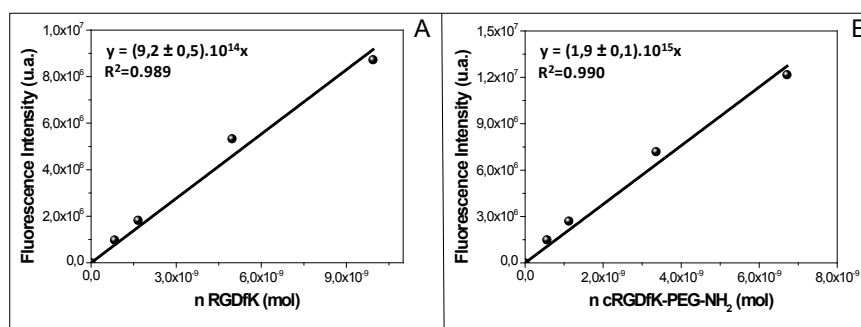 A
y = (9,2 ± 0,5).10¹⁴x
R²=0.989
Fluorescence Intensity (u.a.)
1,0x10⁷
8,0x10⁶
6,0x10⁶
4,0x10⁶
2,0x10⁶
0,0
0,0 3,0x10⁻⁹ 6,0x10⁻⁹ 9,0x10⁻⁹
n RGDfK (mol)
y = (1,9 ± 0,1).10¹⁵x
R²=0.990
Fluorescence Intensity (u.a.)
1,5x10⁷
1,2x10⁷
9,0x10⁶
6,0x10⁶
3,0x10⁶
0,0
0,0 2,0x10⁻⁹ 4,0x10⁻⁹ 6,0x10⁻⁹ 8,0x10⁻⁹
n cRGDfK-PEG-NH₂ (mol)